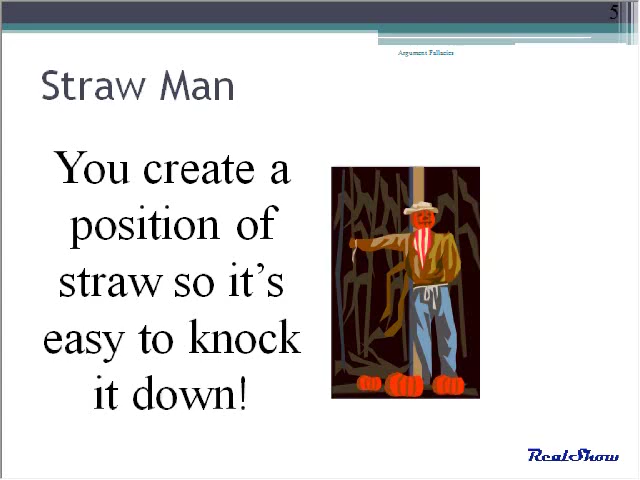 5
Argument Fallacies
Straw Man
You create a
position of
straw so it's
easy to knock
it down!
RealShow